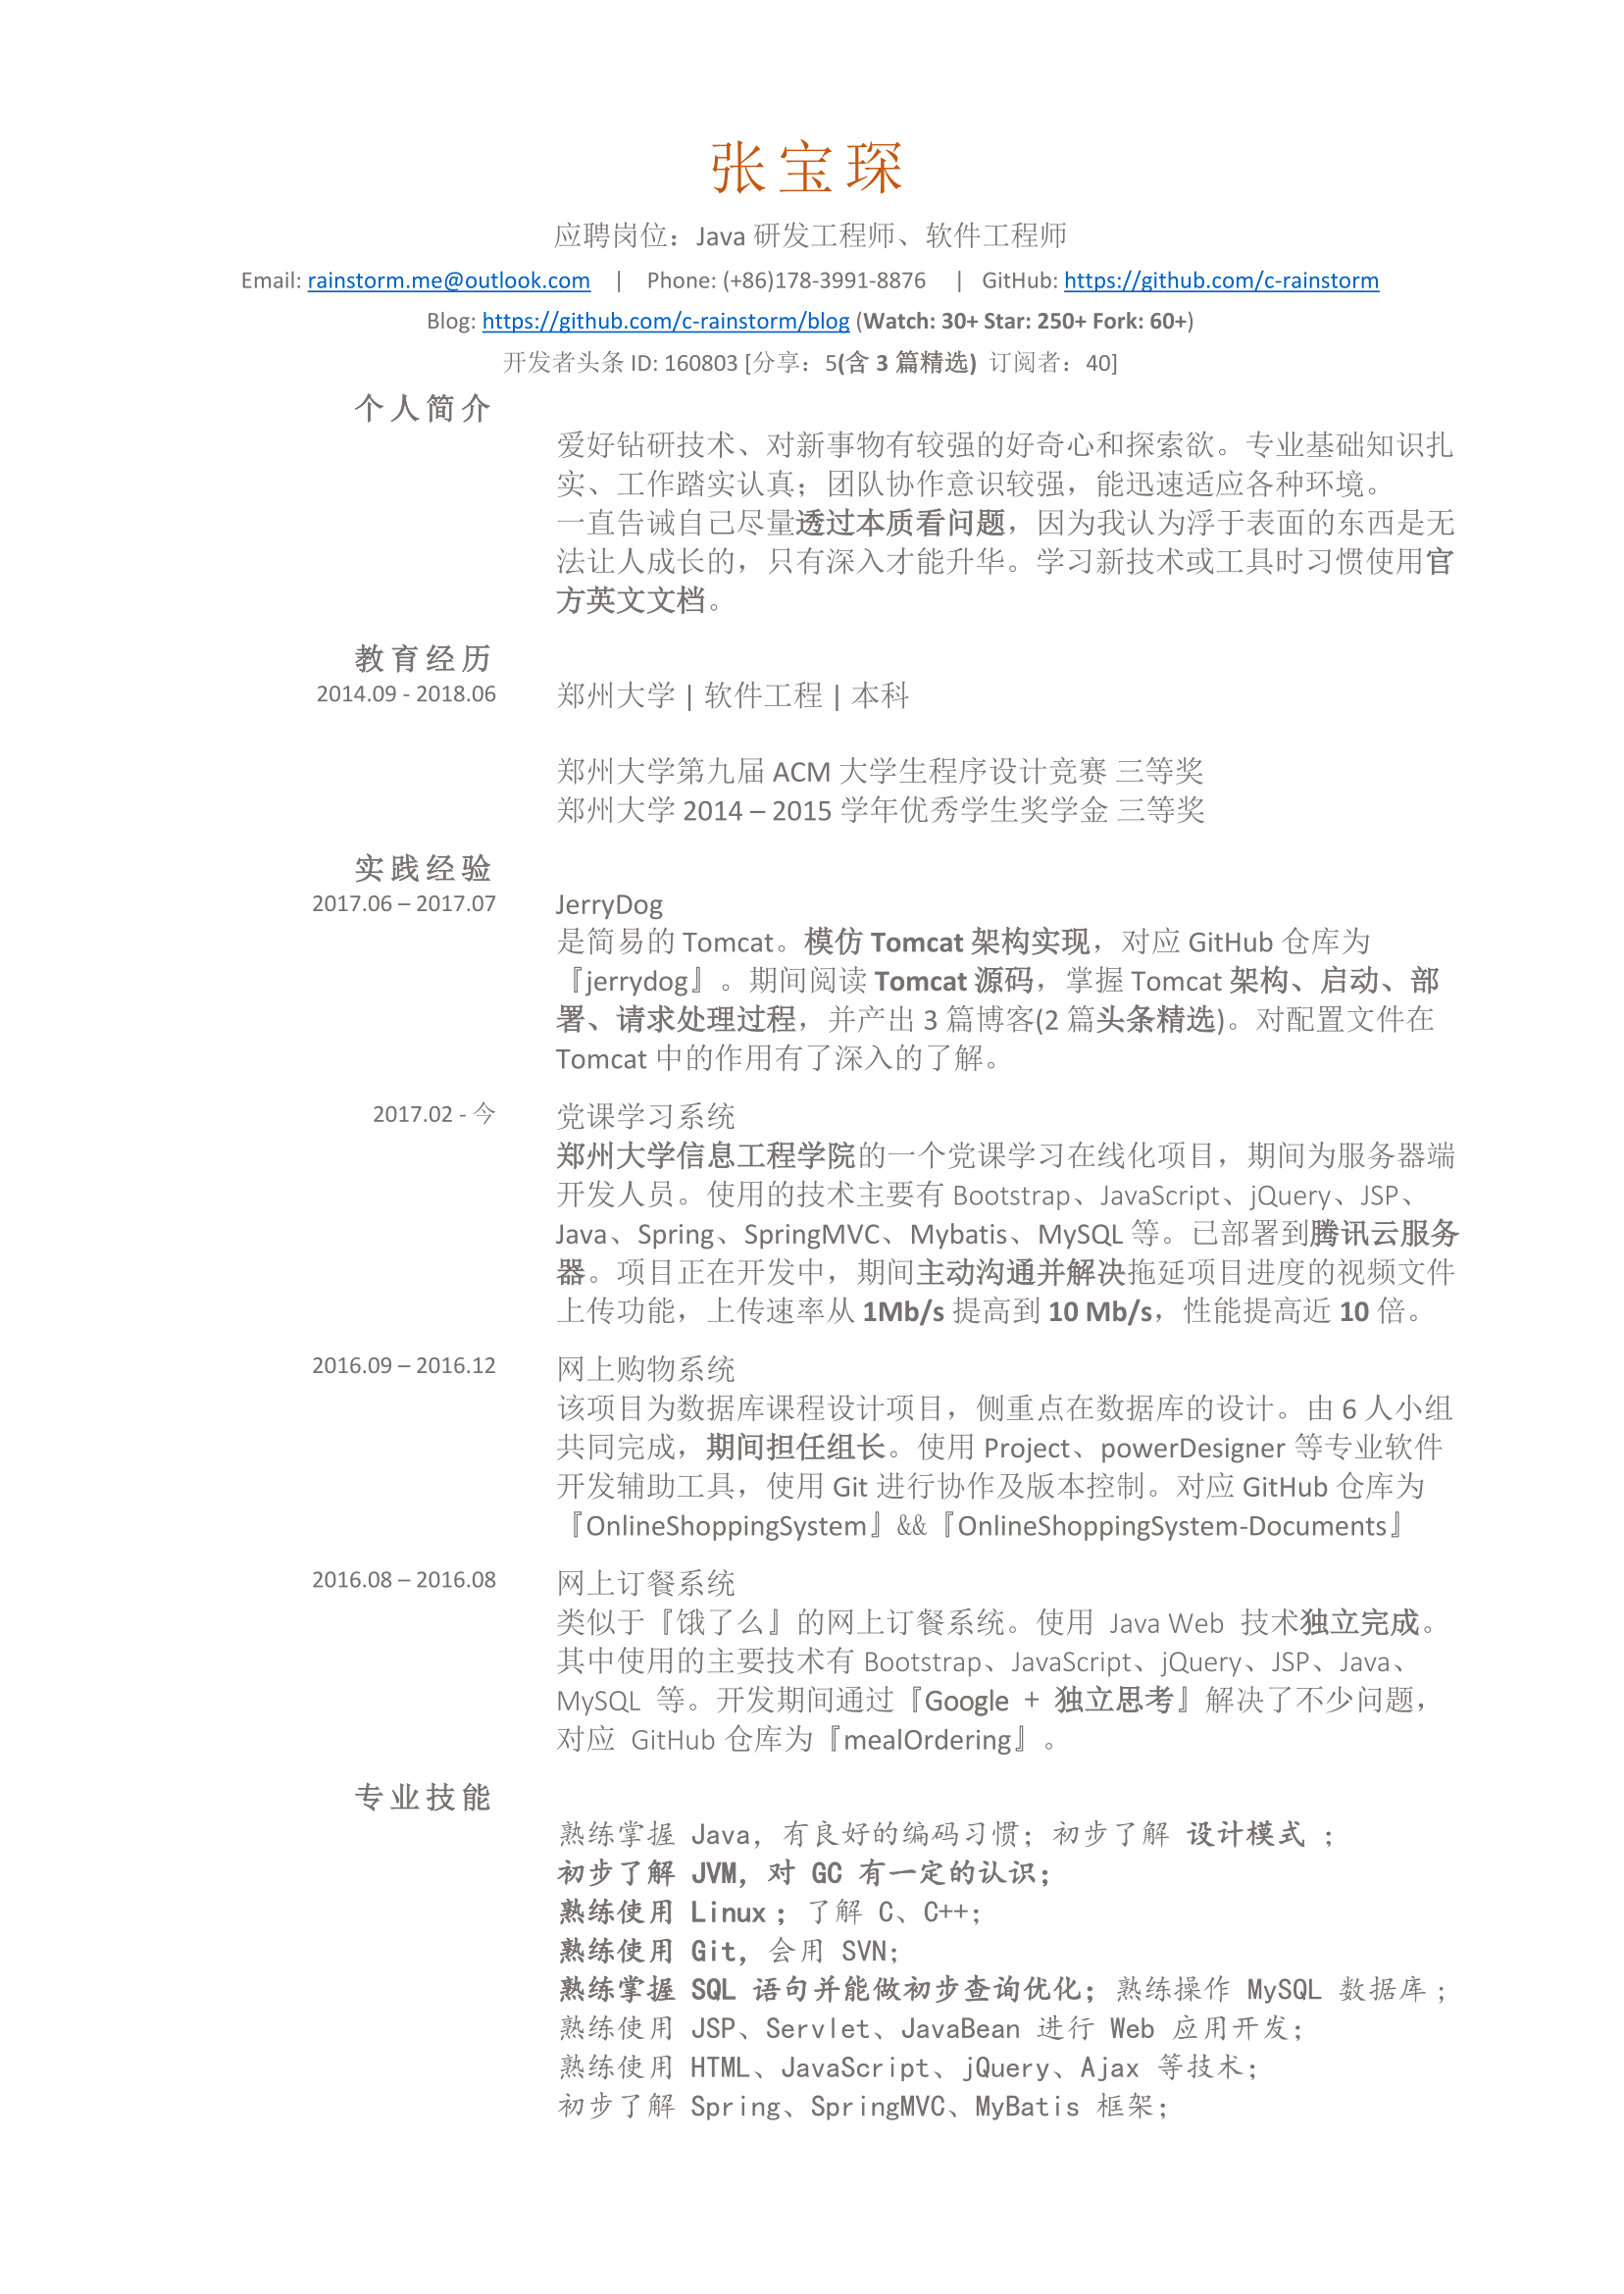 张宝琛
应聘岗位：Java 研发工程师、软件工程师
Email: rainstorm.me@outlook.com | Phone: (+86)178-3991-8876 | GitHub: https://github.com/c-rainstorm
Blog: https://github.com/c-rainstorm/blog (Watch: 30+ Star: 250+ Fork: 60+)
开发者头条 ID: 160803 [分享：5(含 3 篇精选) 订阅者：40]
个人简介
爱好钻研技术、对新事物有较强的好奇心和探索欲。专业基础知识扎
实、工作踏实认真；团队协作意识较强，能迅速适应各种环境。
一直告诫自己尽量透过本质看问题，因为我认为浮于表面的东西是无
法让人成长的，只有深入才能升华。学习新技术或工具时习惯使用官
方英文文档。
教育经历
2014.09 - 2018.06 郑州大学 | 软件工程 | 本科
郑州大学第九届 ACM 大学生程序设计竞赛 三等奖
郑州大学 2014 – 2015 学年优秀学生奖学金 三等奖
实践经验
2017.06 – 2017.07 JerryDog
是简易的 Tomcat。模仿 Tomcat 架构实现，对应 GitHub 仓库为
『jerrydog』。期间阅读 Tomcat 源码，掌握 Tomcat 架构、启动、部
署、请求处理过程，并产出 3 篇博客(2 篇头条精选)。对配置文件在
Tomcat 中的作用有了深入的了解。
2017.02 - 今 党课学习系统
郑州大学信息工程学院的一个党课学习在线化项目，期间为服务器端
开发人员。使用的技术主要有 Bootstrap、JavaScript、jQuery、JSP、
Java、Spring、SpringMVC、Mybatis、MySQL 等。已部署到腾讯云服务
器。项目正在开发中，期间主动沟通并解决拖延项目进度的视频文件
上传功能，上传速率从 1Mb/s 提高到 10 Mb/s，性能提高近 10 倍。
2016.09 – 2016.12 网上购物系统
该项目为数据库课程设计项目，侧重点在数据库的设计。由 6 人小组
共同完成，期间担任组长。使用 Project、powerDesigner 等专业软件
开发辅助工具，使用 Git 进行协作及版本控制。对应 GitHub 仓库为
『OnlineShoppingSystem』&&『OnlineShoppingSystem-Documents』
2016.08 – 2016.08 网上订餐系统
类似于『饿了么』的网上订餐系统。使用 Java Web 技术独立完成。
其中使用的主要技术有 Bootstrap、JavaScript、jQuery、JSP、Java、
MySQL 等。开发期间通过『Google + 独立思考』解决了不少问题，
对应 GitHub 仓库为『mealOrdering』。
专业技能
熟练掌握 Java，有良好的编码习惯；初步了解 设计模式 ；
初步了解 JVM，对 GC 有一定的认识；
熟练使用 Linux ；了解 C、C++；
熟练使用 Git，会用 SVN；
熟练掌握 SQL 语句并能做初步查询优化；熟练操作 MySQL 数据库 ；
熟练使用 JSP、Servlet、JavaBean 进行 Web 应用开发；
熟练使用 HTML、JavaScript、jQuery、Ajax 等技术；
初步了解 Spring、SpringMVC、MyBatis 框架；